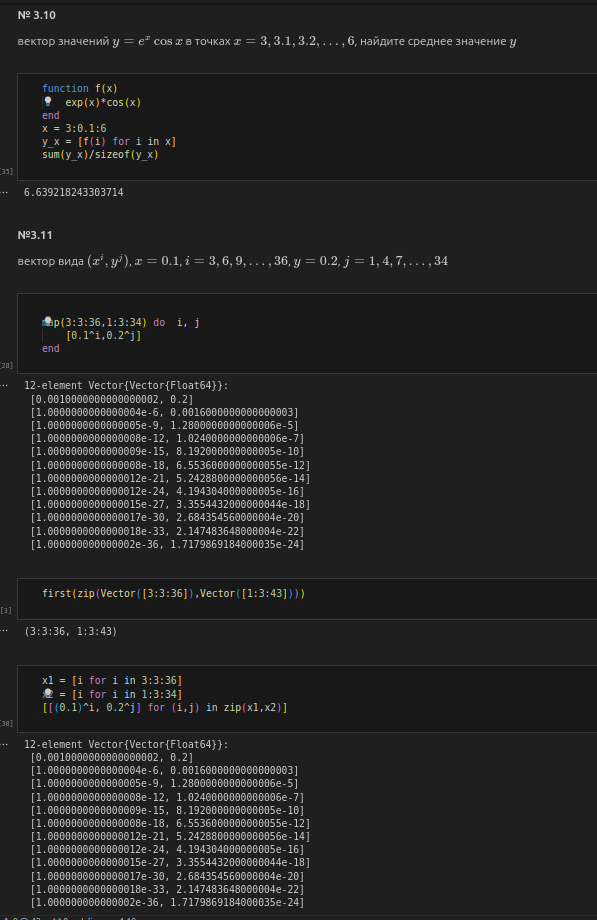 № 3.10
вектор значений y = e^x cos x в точках x = 3, 3.1, 3.2, . . . , 6, найдите среднее значение y
function f(x)
exp(x)*cos(x)
end
x = 3:0.1:6
y_x = [f(i) for i in x]
sum(y_x)/sizeof(y_x)
[35]
6.639218243303714
№3.11
вектор вида (x^i, y^j), x = 0.1, i = 3, 6, 9, . . . , 36, y = 0.2, j = 1, 4, 7, . . . , 34
map(3:3:36,1:3:34) do i, j
[0.1^i,0.2^j]
end
[28]
12-element Vector{Vector{Float64}}:
[0.0010000000000000002, 0.2]
[1.0000000000000004e-6, 0.0016000000000000003]
[1.0000000000000005e-9, 1.2800000000000006e-5]
[1.0000000000000008e-12, 1.0240000000000006e-7]
[1.0000000000000009e-15, 8.192000000000005e-10]
[1.0000000000000008e-18, 6.5536000000000055e-12]
[1.0000000000000012e-21, 5.2428800000000056e-14]
[1.0000000000000012e-24, 4.194304000000005e-16]
[1.0000000000000015e-27, 3.3554432000000044e-18]
[1.0000000000000017e-30, 2.684354560000004e-20]
[1.0000000000000018e-33, 2.147483648000004e-22]
[1.000000000000002e-36, 1.7179869184000035e-24]
first(zip(Vector([3:3:36]),Vector([1:3:43])))
[3]
(3:3:36, 1:3:43)
x1 = [i for i in 3:3:36]
x2 = [i for i in 1:3:34]
[[(0.1)^i, 0.2^j] for (i,j) in zip(x1,x2)]
[30]
12-element Vector{Vector{Float64}}:
[0.0010000000000000002, 0.2]
[1.0000000000000004e-6, 0.0016000000000000003]
[1.0000000000000005e-9, 1.2800000000000006e-5]
[1.0000000000000008e-12, 1.0240000000000006e-7]
[1.0000000000000009e-15, 8.192000000000005e-10]
[1.0000000000000008e-18, 6.5536000000000055e-12]
[1.0000000000000012e-21, 5.2428800000000056e-14]
[1.0000000000000012e-24, 4.194304000000005e-16]
[1.0000000000000015e-27, 3.3554432000000044e-18]
[1.0000000000000017e-30, 2.684354560000004e-20]
[1.0000000000000018e-33, 2.147483648000004e-22]
[1.000000000000002e-36, 1.7179869184000035e-24]